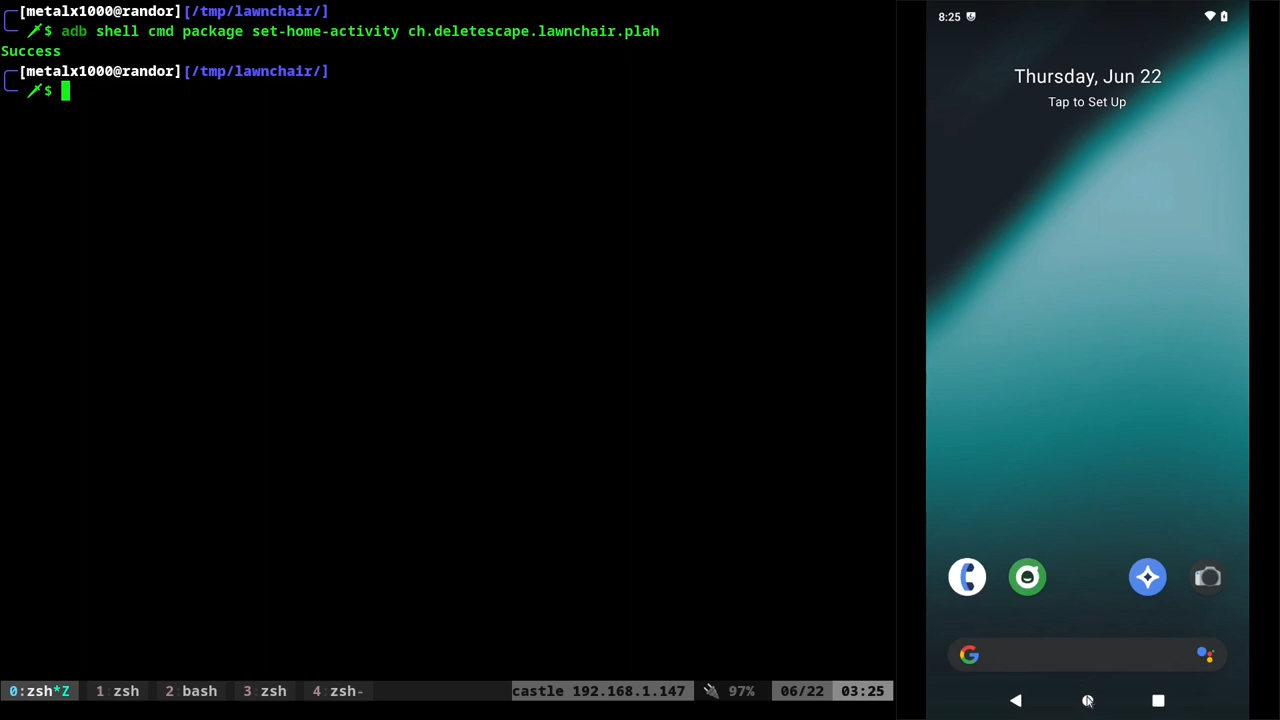 [metalx1000@randor][/tmp/lawnchair/]
$ adb shell cmd package set-home-activity ch.deletescape.lawnchair.plah
Success
[metalx1000@randor][/tmp/lawnchair/]
$
0:zsh*Z 1 zsh 2 bash 3 zsh 4 zsh- castle 192.168.1.147 97% 06/22 03:25
8:25
Thursday, Jun 22
Tap to Set Up